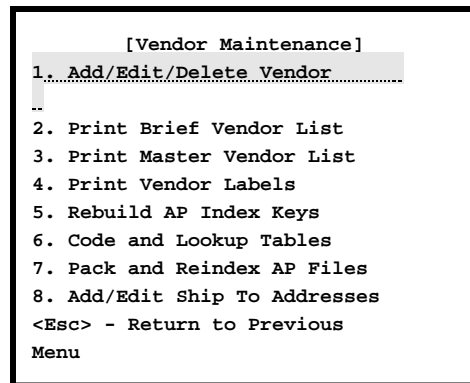 [Vendor Maintenance]
1. Add/Edit/Delete Vendor
2. Print Brief Vendor List
3. Print Master Vendor List
4. Print Vendor Labels
5. Rebuild AP Index Keys
6. Code and Lookup Tables
7. Pack and Reindex AP Files
8. Add/Edit Ship To Addresses
<Esc> - Return to Previous
Menu